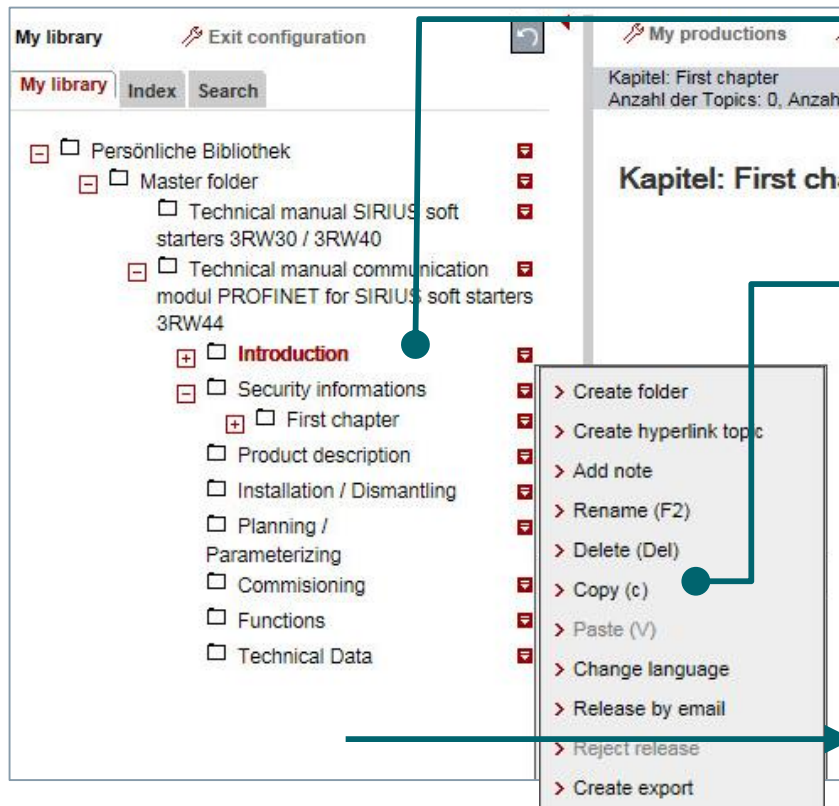 My library
Exit configuration
My productions
My library
Index
Search
Kapitel: First chapter
Anzahl der Topics: 0, Anzah
Kapitel: First cha
Persönliche Bibliothek
Master folder
Technical manual SIRIUS soft
starters 3RW30 / 3RW40
Technical manual communication
modul PROFINET for SIRIUS soft starters
3RW44
Introduction
Security informations
First chapter
Product description
Installation / Dismantling
Planning /
Parameterizing
Commisioning
Functions
Technical Data
Create folder
Create hyperlink topic
Add note
Rename (F2)
Delete (Del)
Copy (c)
Paste (V)
Change language
Release by email
Reject release
Create export